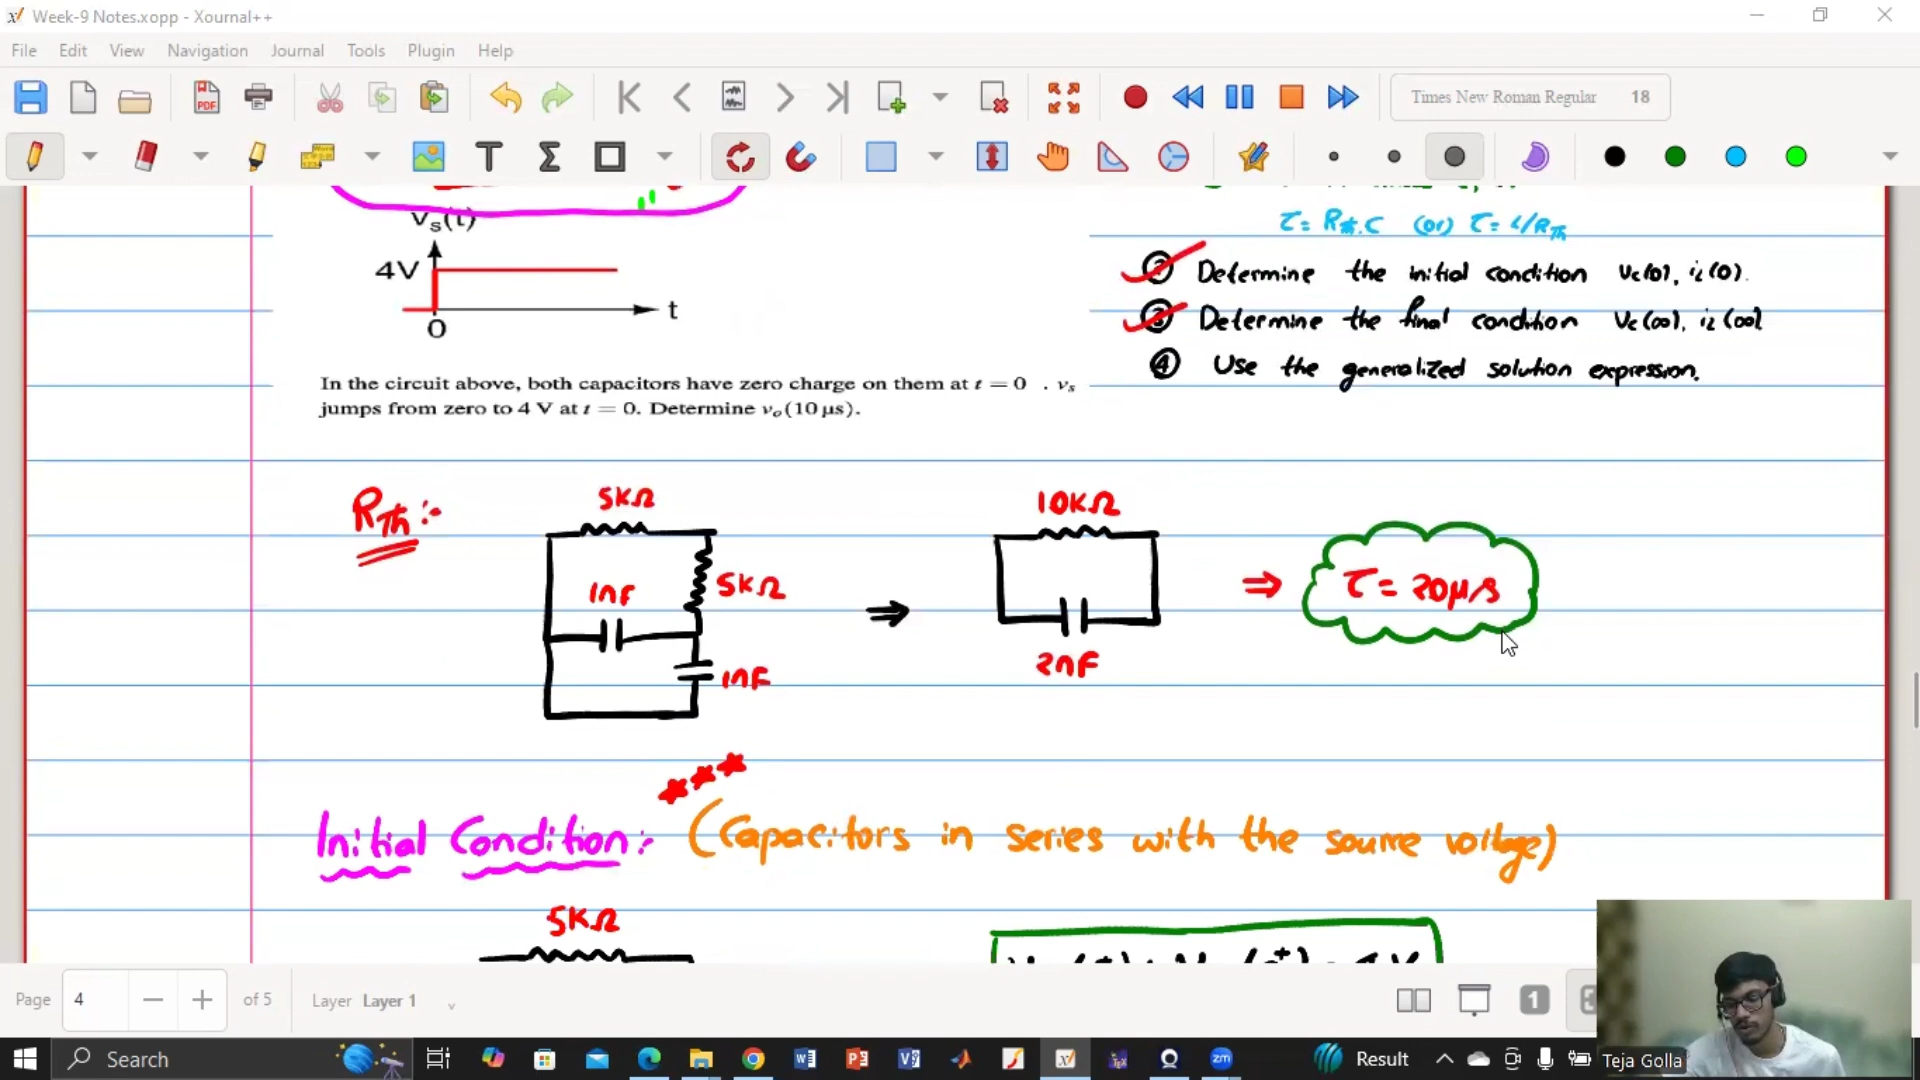 Week-9 Notes.xopp - Xournal++
File Edit View Navigation Journal Tools Plugin Help
Times New Roman Regular 18
vs(t)
4V
0
t
τ = RTh.C (or) τ = L/RTh
② Determine the initial condition vc(0), iL(0).
③ Determine the final condition vc(∞), iL(∞)
④ Use the generalized solution expression.
In the circuit above, both capacitors have zero charge on them at t = 0 . vs
jumps from zero to 4 V at t = 0. Determine vo(10 μs).
RTh :-
5KΩ
5KΩ
1nF
1nF
⇒
10KΩ
2nF
⇒ τ = 20μs
Initial Condition:- (Capacitors in series with the source voltage)
5KΩ
Page 4 of 5 Layer Layer 1
1
Search
Result
Teja Golla